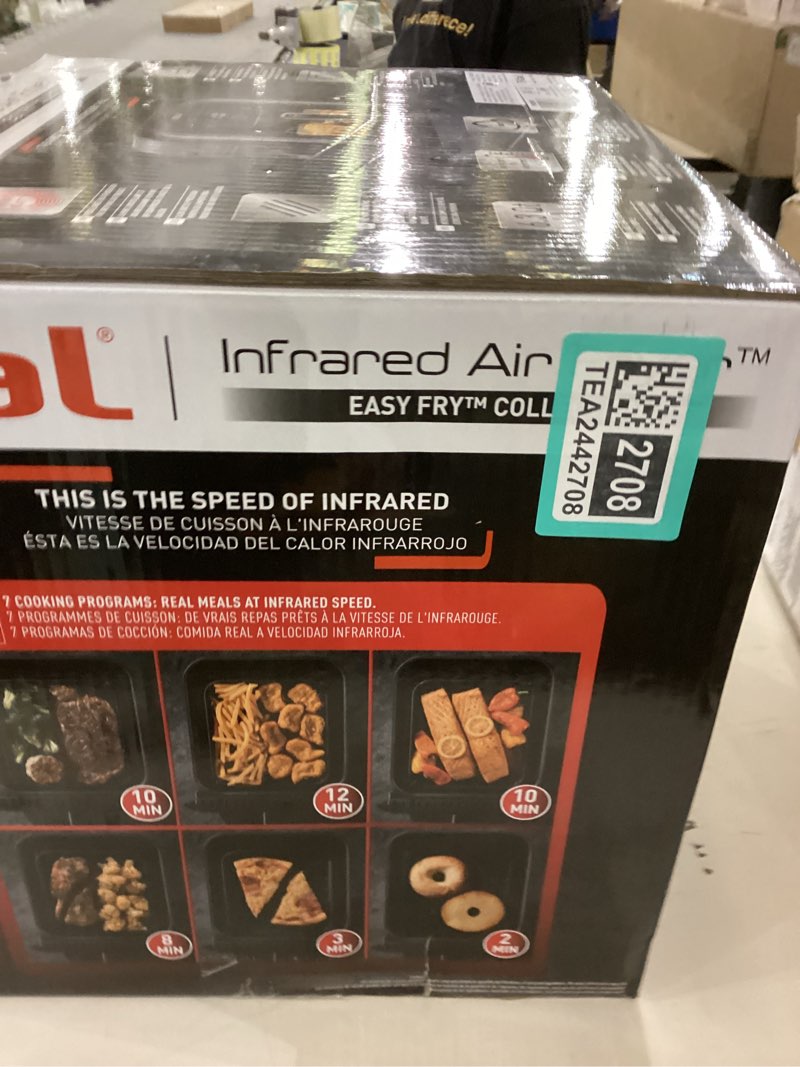 al®
Infrared Air
™
EASY FRY™ COLL
TEA2442708
2708
THIS IS THE SPEED OF INFRARED
VITESSE DE CUISSON À L'INFRAROUGE
ÉSTA ES LA VELOCIDAD DEL CALOR INFRARROJO
7 COOKING PROGRAMS: REAL MEALS AT INFRARED SPEED.
7 PROGRAMMES DE CUISSON: DE VRAIS REPAS PRÊTS À LA VITESSE DE L'INFRAROUGE.
7 PROGRAMAS DE COCCIÓN: COMIDA REAL A VELOCIDAD INFRARROJA.
10 MIN
12 MIN
10 MIN
8 MIN
3 MIN
2 MIN